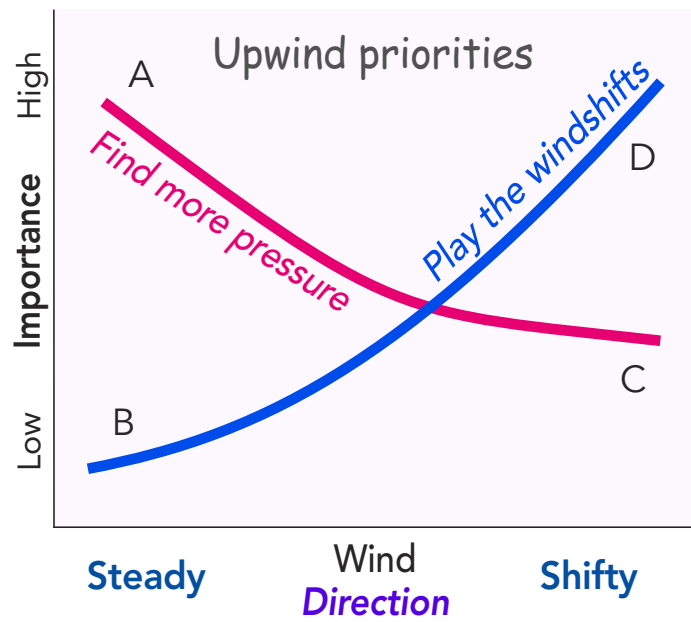 Upwind priorities
High
Importance
Low
A
Find more pressure
Play the windshifts
D
B
C
Steady
Wind
Direction
Shifty